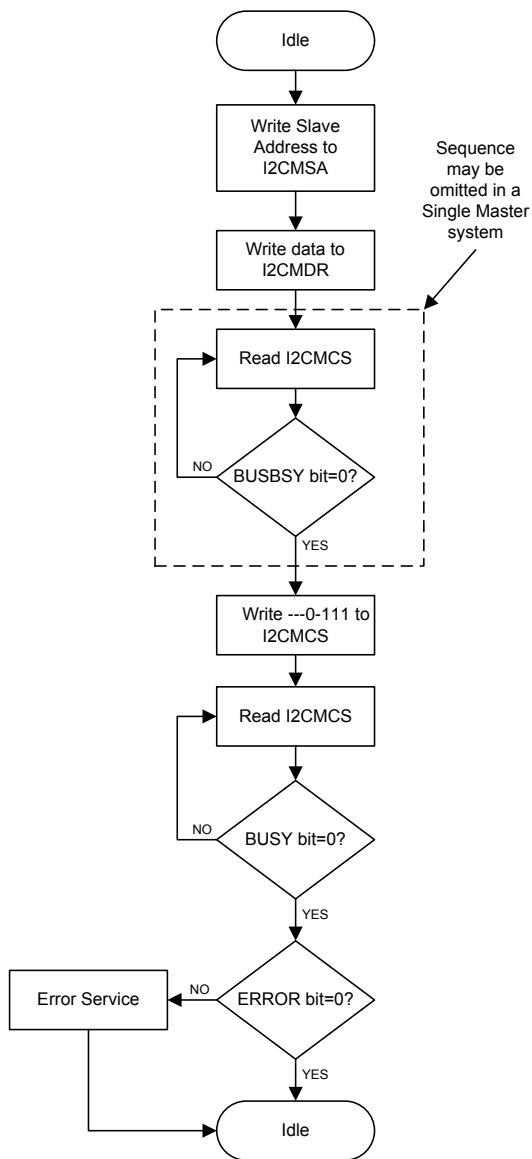 Idle
Write Slave
Address to
I2CMSA
Sequence
may be
omitted in a
Single Master
system
Write data to
I2CMDR
Read I2CMCS
NO
BUSBSY bit=0?
YES
Write ---0-111 to
I2CMCS
Read I2CMCS
NO
BUSY bit=0?
YES
Error Service
NO
ERROR bit=0?
YES
Idle